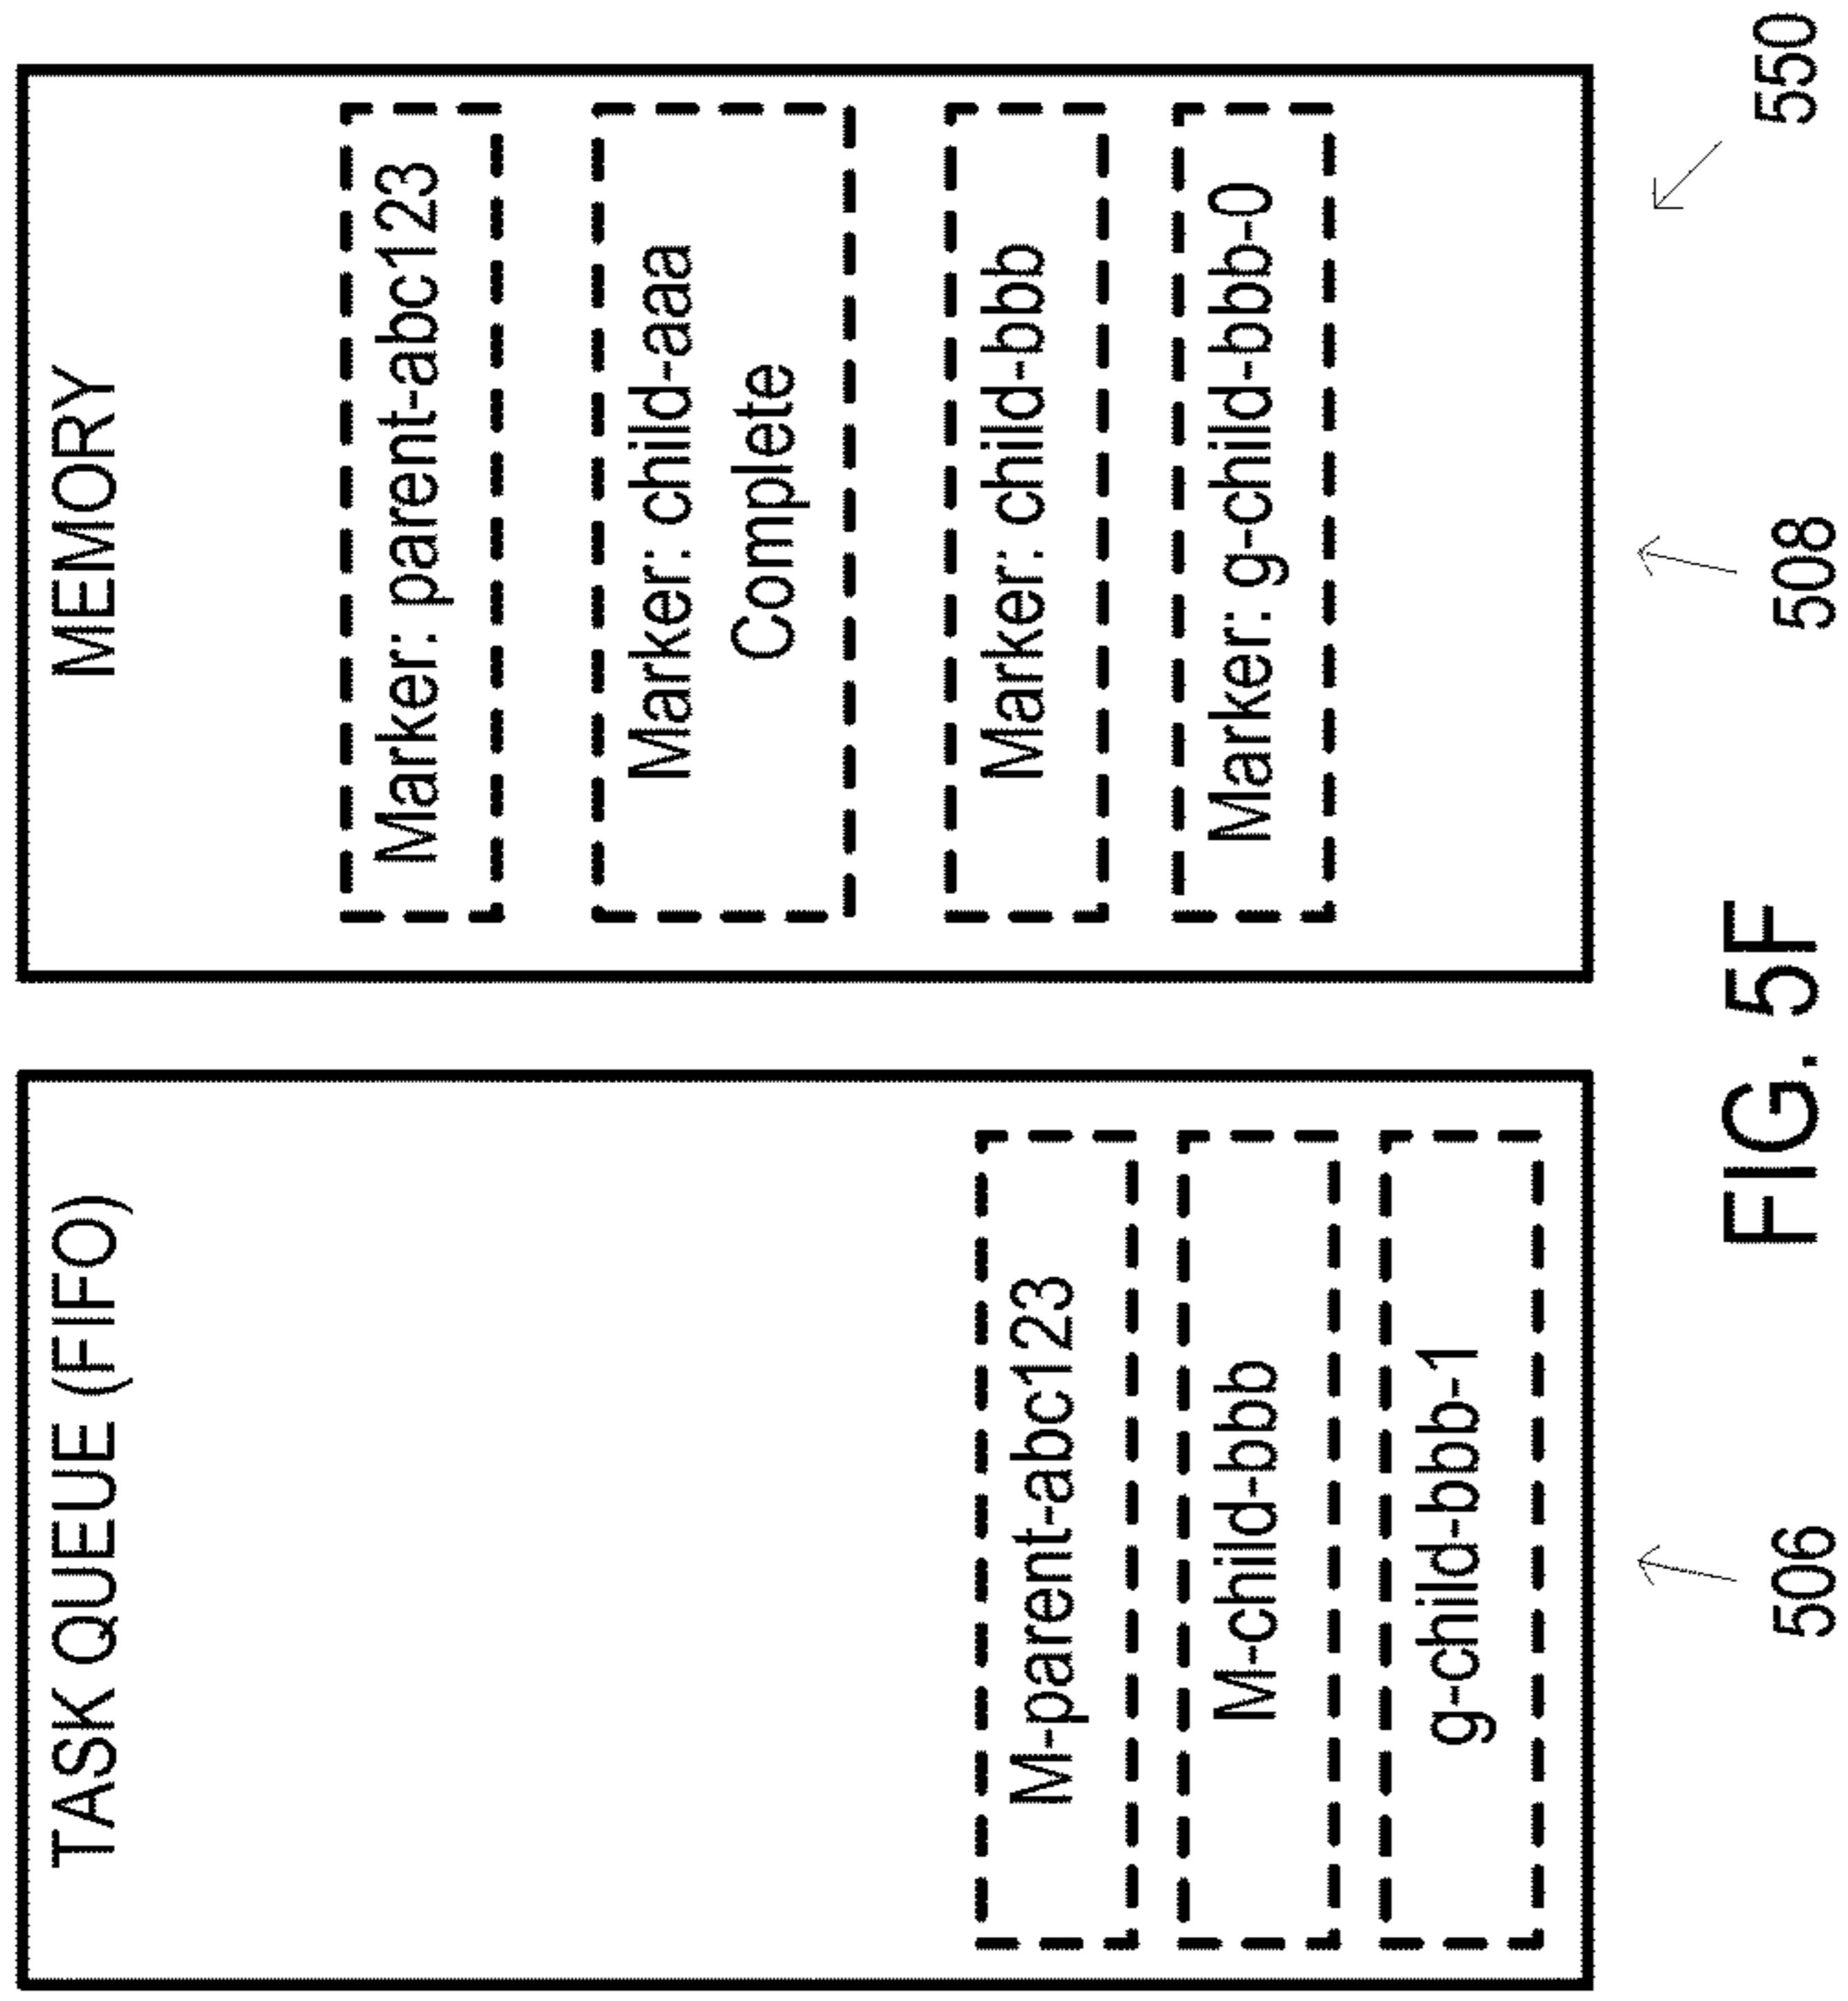 TASK QUEUE (FIFO)
M-parent-abc123
M-child-bbb
g-child-bbb-1
506
MEMORY
Marker: parent-abc123
Marker: child-aaa
Complete
Marker: child-bbb
Marker: g-child-bbb-0
508
550
FIG. 5F